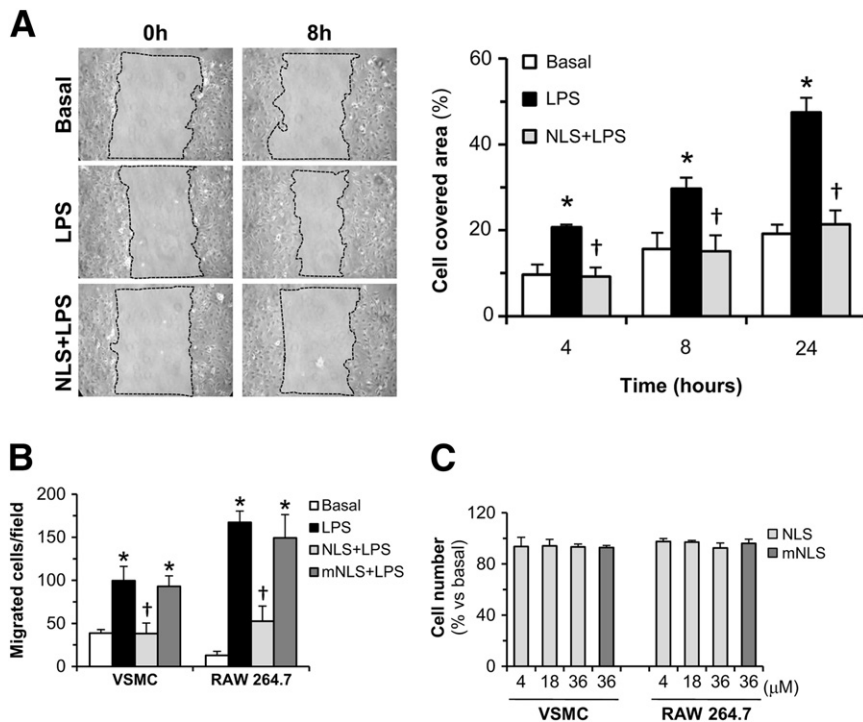 A
0h 8h
Basal
LPS
NLS+LPS
Cell covered area (%)
60
40
20
0
Basal
LPS
NLS+LPS
* * *
† † †
4 8 24
Time (hours)
B
Migrated cells/field
200
150
100
50
0
* * * *
† †
Basal
LPS
NLS+LPS
mNLS+LPS
VSMC RAW 264.7
C
Cell number
(% vs basal)
120
80
40
0
NLS
mNLS
4 18 36 36 4 18 36 36 (μM)
VSMC RAW 264.7